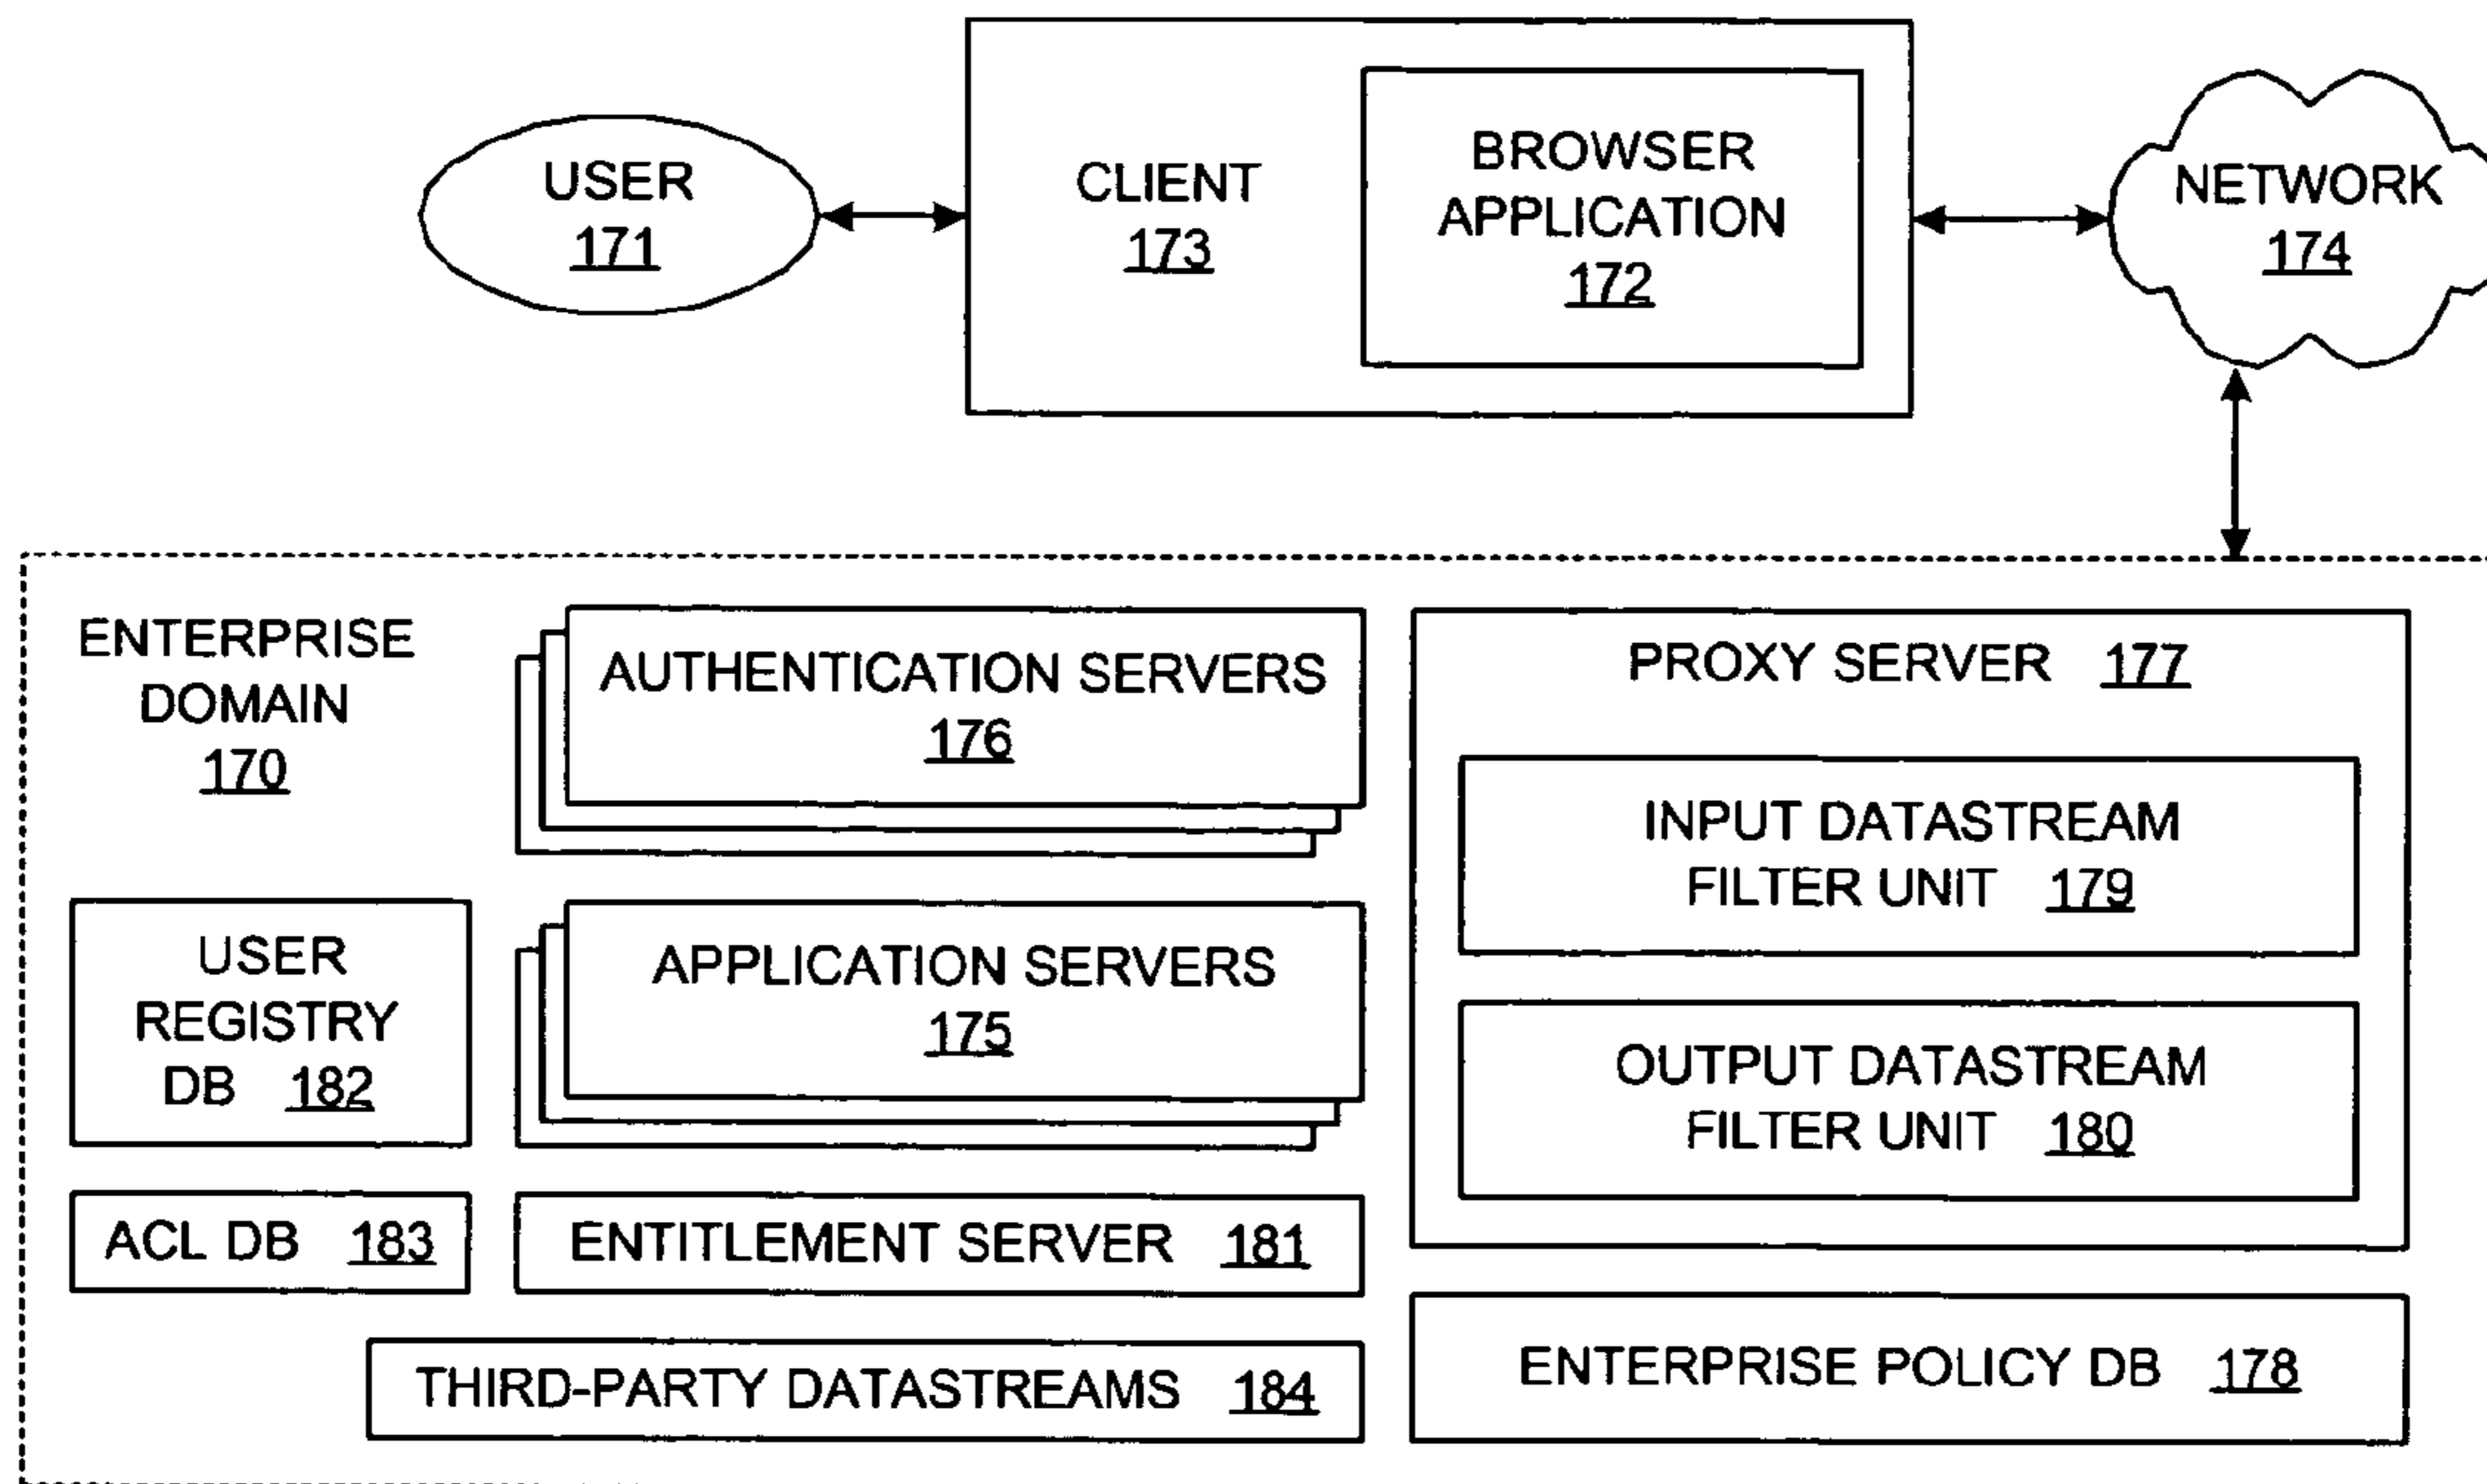 USER
171
CLIENT
173
BROWSER
APPLICATION
172
NETWORK
174
ENTERPRISE
DOMAIN
170
AUTHENTICATION SERVERS
176
USER
REGISTRY
DB 182
APPLICATION SERVERS
175
ACL DB 183
ENTITLEMENT SERVER 181
THIRD-PARTY DATASTREAMS 184
PROXY SERVER 177
INPUT DATASTREAM
FILTER UNIT 179
OUTPUT DATASTREAM
FILTER UNIT 180
ENTERPRISE POLICY DB 178